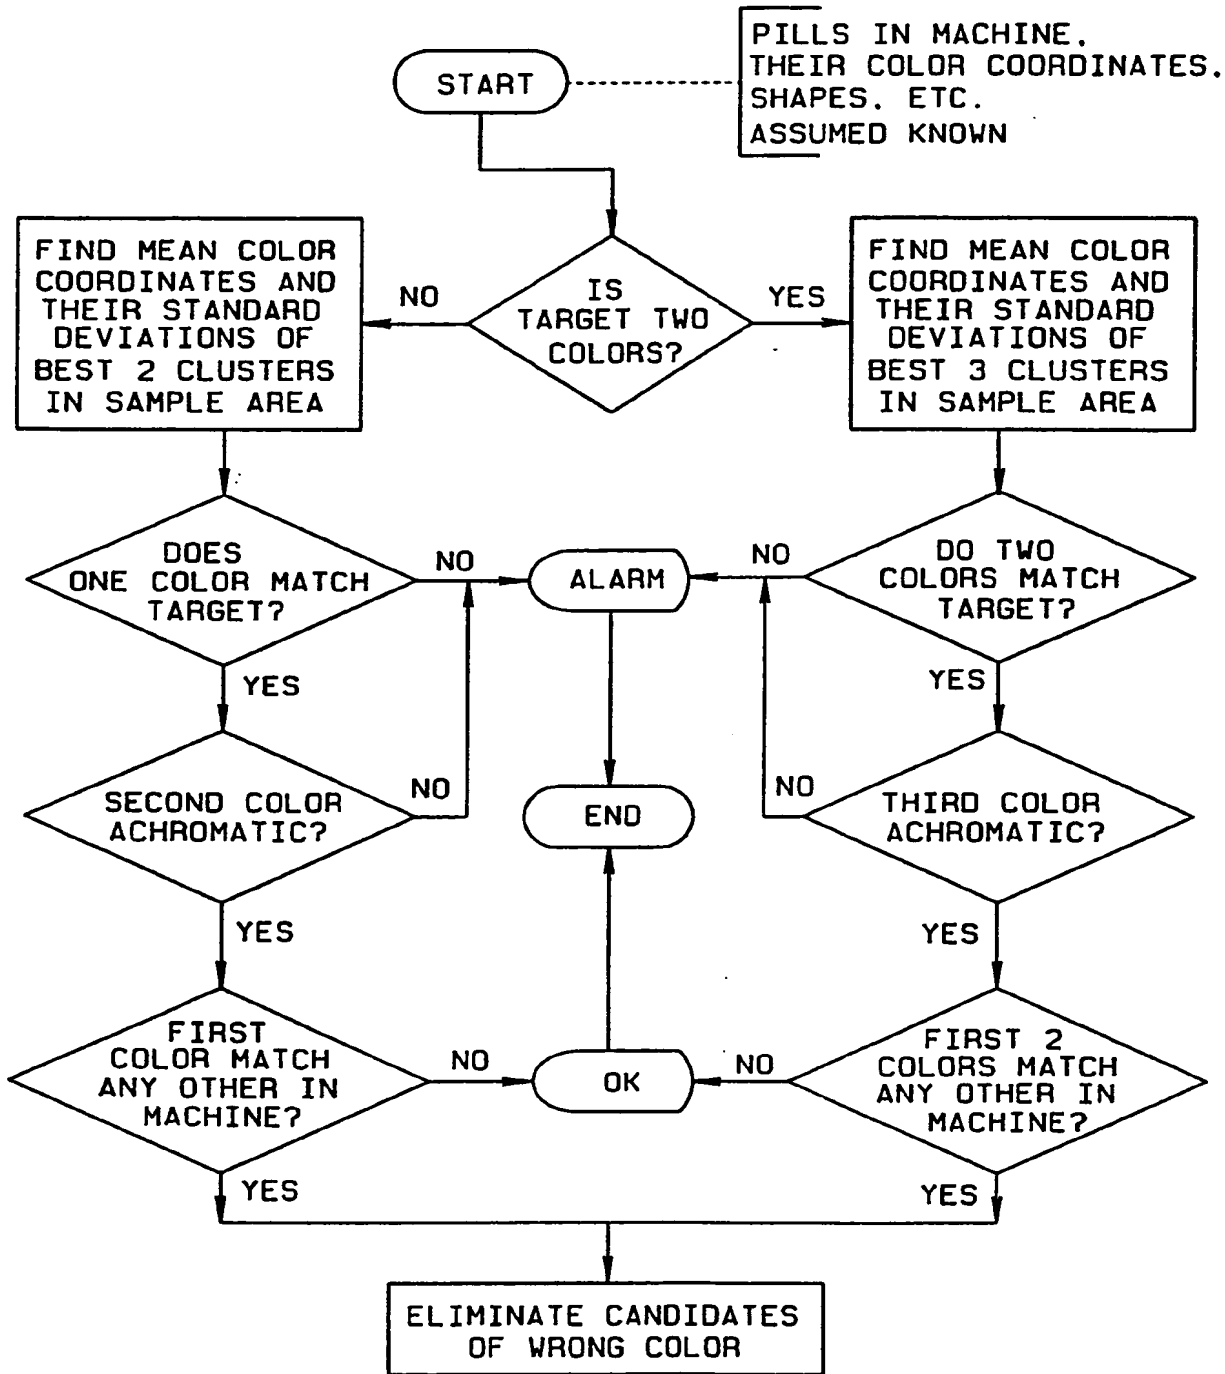 START
PILLS IN MACHINE.
THEIR COLOR COORDINATES.
SHAPES. ETC.
ASSUMED KNOWN
IS
TARGET TWO
COLORS?
NO
YES
FIND MEAN COLOR
COORDINATES AND
THEIR STANDARD
DEVIATIONS OF
BEST 2 CLUSTERS
IN SAMPLE AREA
FIND MEAN COLOR
COORDINATES AND
THEIR STANDARD
DEVIATIONS OF
BEST 3 CLUSTERS
IN SAMPLE AREA
DOES
ONE COLOR MATCH
TARGET?
NO
ALARM
NO
DO TWO
COLORS MATCH
TARGET?
YES
YES
SECOND COLOR
ACHROMATIC?
NO
END
NO
THIRD COLOR
ACHROMATIC?
YES
YES
FIRST
COLOR MATCH
ANY OTHER IN
MACHINE?
NO
OK
NO
FIRST 2
COLORS MATCH
ANY OTHER IN
MACHINE?
YES
YES
ELIMINATE CANDIDATES
OF WRONG COLOR